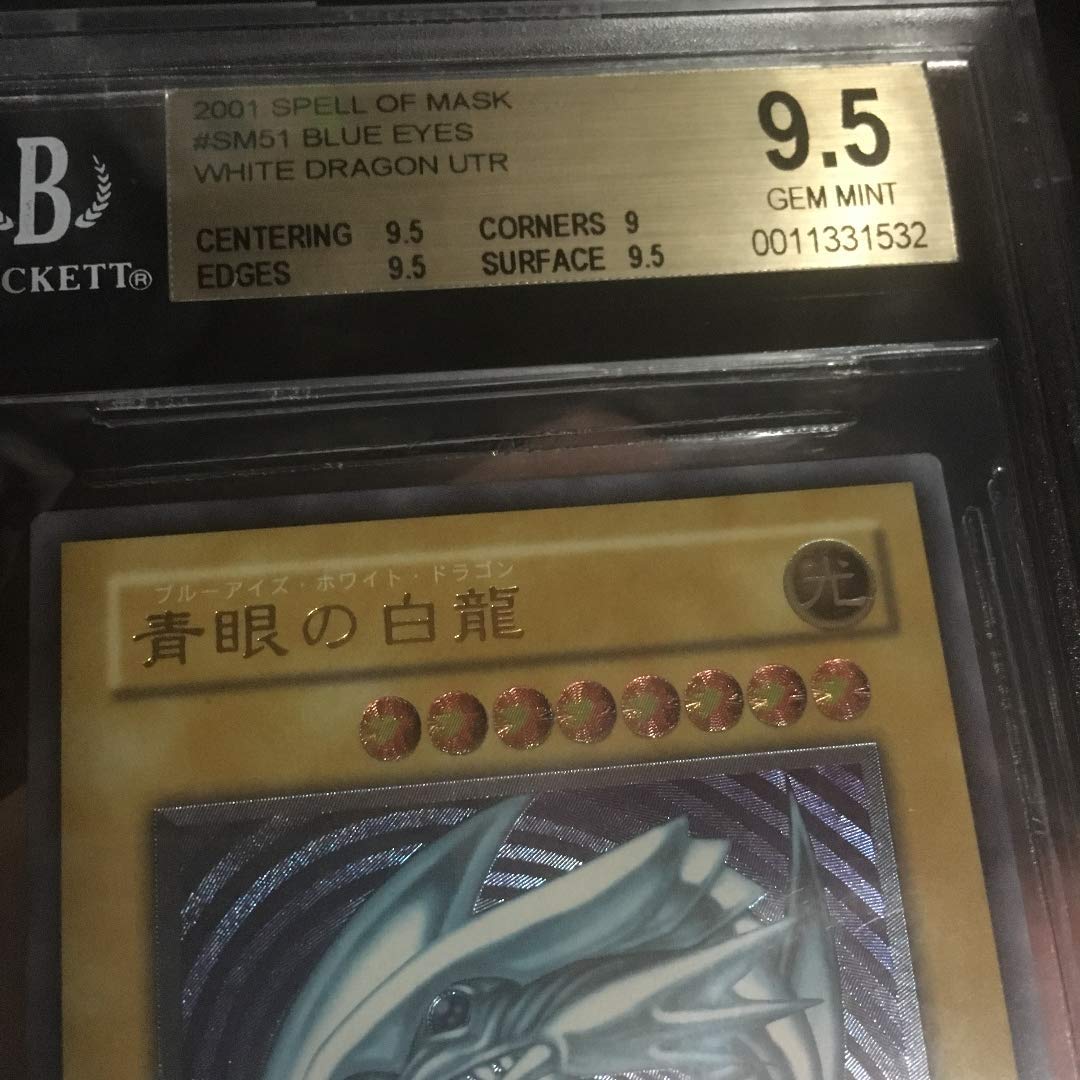 2001 SPELL OF MASK
#SM51 BLUE EYES
WHITE DRAGON UTR
9.5
GEM MINT
0011331532
CENTERING 9.5 CORNERS 9
EDGES 9.5 SURFACE 9.5
B
CKETT®
ブルーアイズ・ホワイト・ドラゴン
青眼の白龍
光